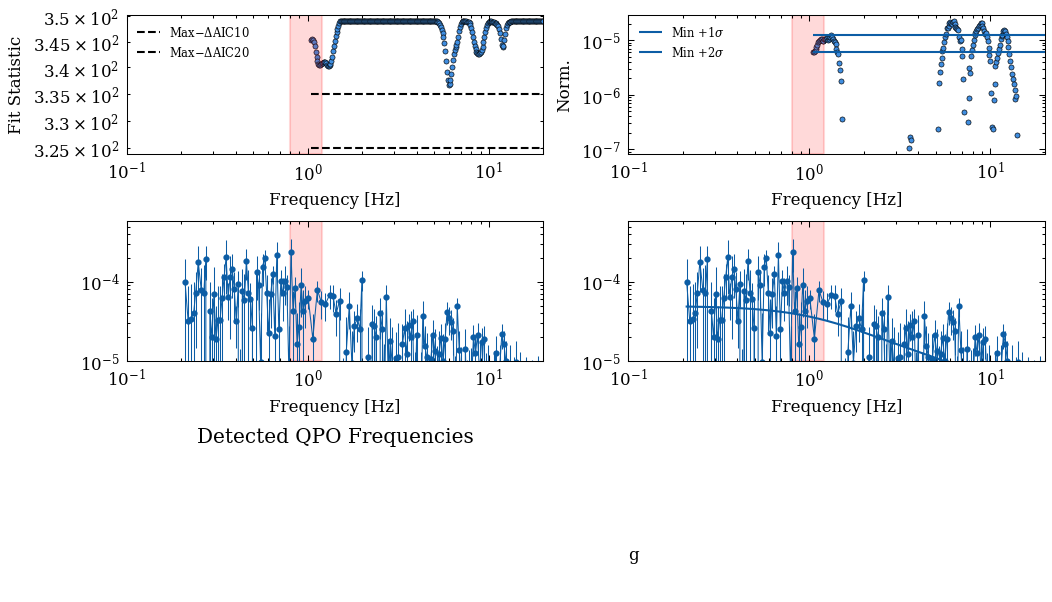 3.5 × 10²
3.45 × 10²
3.4 × 10²
3.35 × 10²
3.3 × 10²
3.25 × 10²
Fit Statistic
Max−ΔAIC10
Max−ΔAIC20
10⁻¹ 10⁰ 10¹
Frequency [Hz]
10⁻⁵
10⁻⁶
10⁻⁷
Norm.
Min +1σ
Min +2σ
10⁻¹ 10⁰ 10¹
Frequency [Hz]
10⁻⁴
10⁻⁵
10⁻¹ 10⁰ 10¹
Frequency [Hz]
10⁻⁴
10⁻⁵
10⁻¹ 10⁰ 10¹
Frequency [Hz]
Detected QPO Frequencies
g